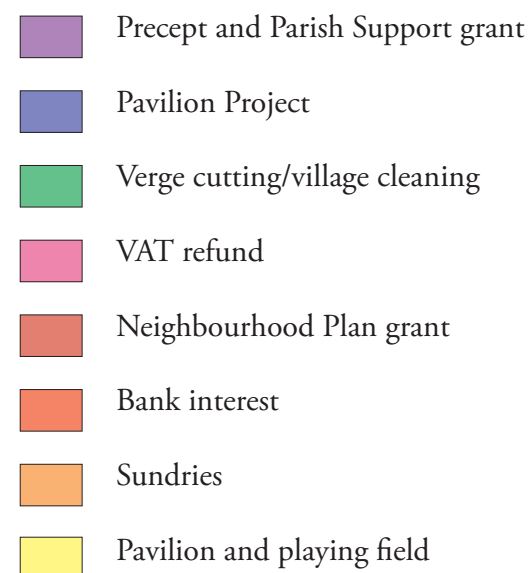 Precept and Parish Support grant
Pavilion Project
Verge cutting/village cleaning
VAT refund
Neighbourhood Plan grant
Bank interest
Sundries
Pavilion and playing field